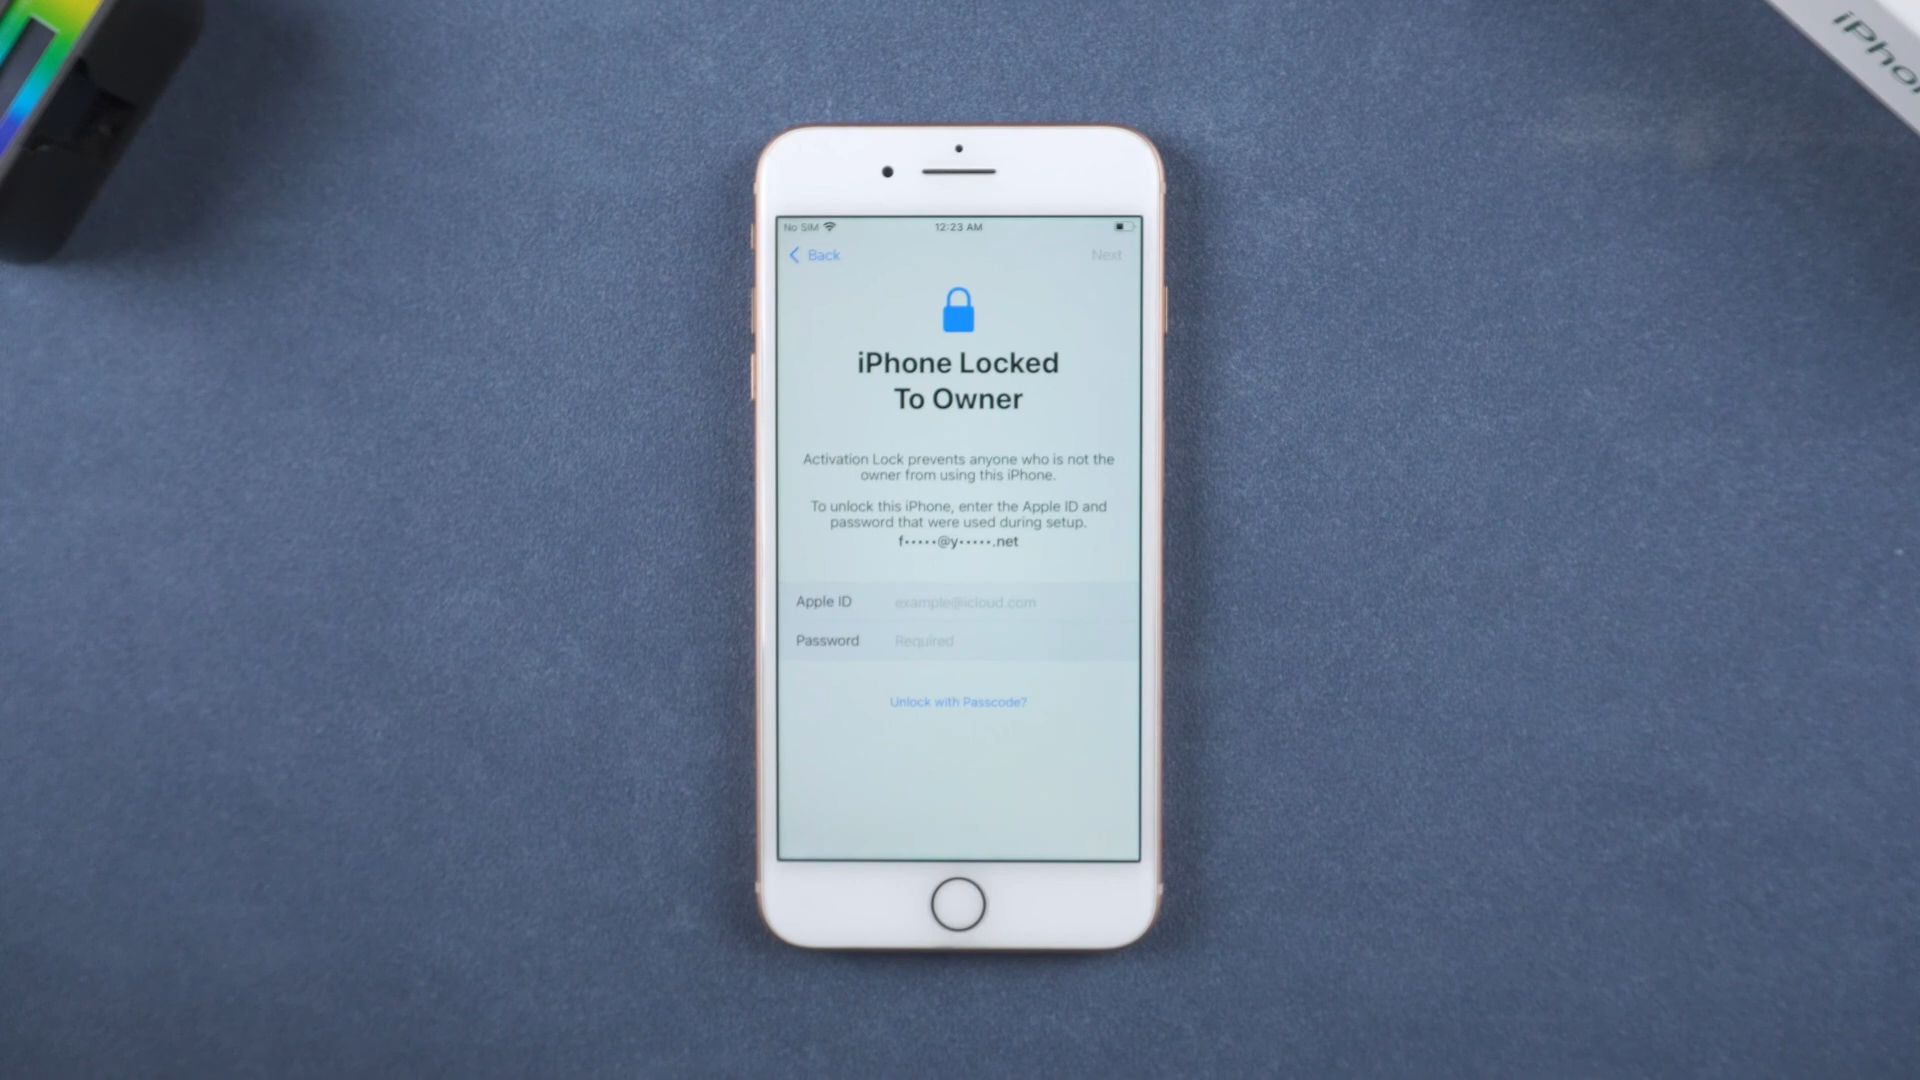 iPhone
No SIM
12:23 AM
Back
Next
iPhone Locked
To Owner
Activation Lock prevents anyone who is not the
owner from using this iPhone.
To unlock this iPhone, enter the Apple ID and
password that were used during setup.
f•••••@y•••••.net
Apple ID example@icloud.com
Password Required
Unlock with Passcode?